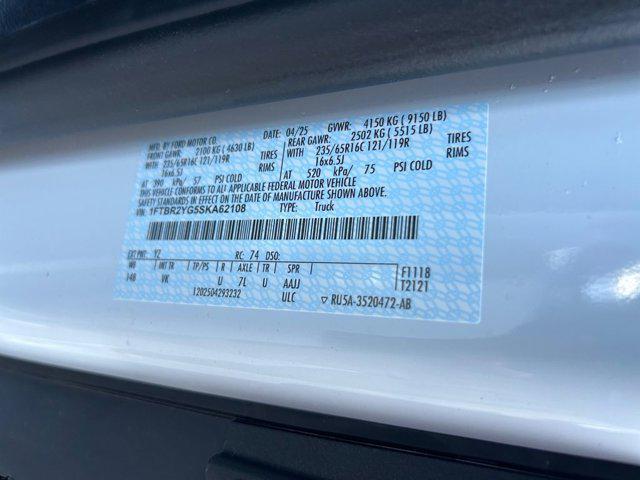 MFD. BY FORD MOTOR CO. DATE: 04/25 GVWR: 4150 KG ( 9150 LB)
FRONT GAWR: 2100 KG ( 4630 LB) REAR GAWR: 2502 KG ( 5515 LB)
WITH 235/65R16C 121/119R TIRES WITH 235/65R16C 121/119R TIRES
16x6.5J RIMS 16x6.5J RIMS
AT 390 kPa/ 57 PSI COLD AT 520 kPa/ 75 PSI COLD
THIS VEHICLE CONFORMS TO ALL APPLICABLE FEDERAL MOTOR VEHICLE
SAFETY STANDARDS IN EFFECT ON THE DATE OF MANUFACTURE SHOWN ABOVE.
VIN: 1FTBR2YG5SKA62108 TYPE: Truck
EXT PNT: YZ RC: 74 DSO:
WB INT TR TP/PS R AXLE TR SPR F1118
148 VK U 7L U AAJJ T2121
1202504293232 ULC ▽ RU5A-3520472-AB